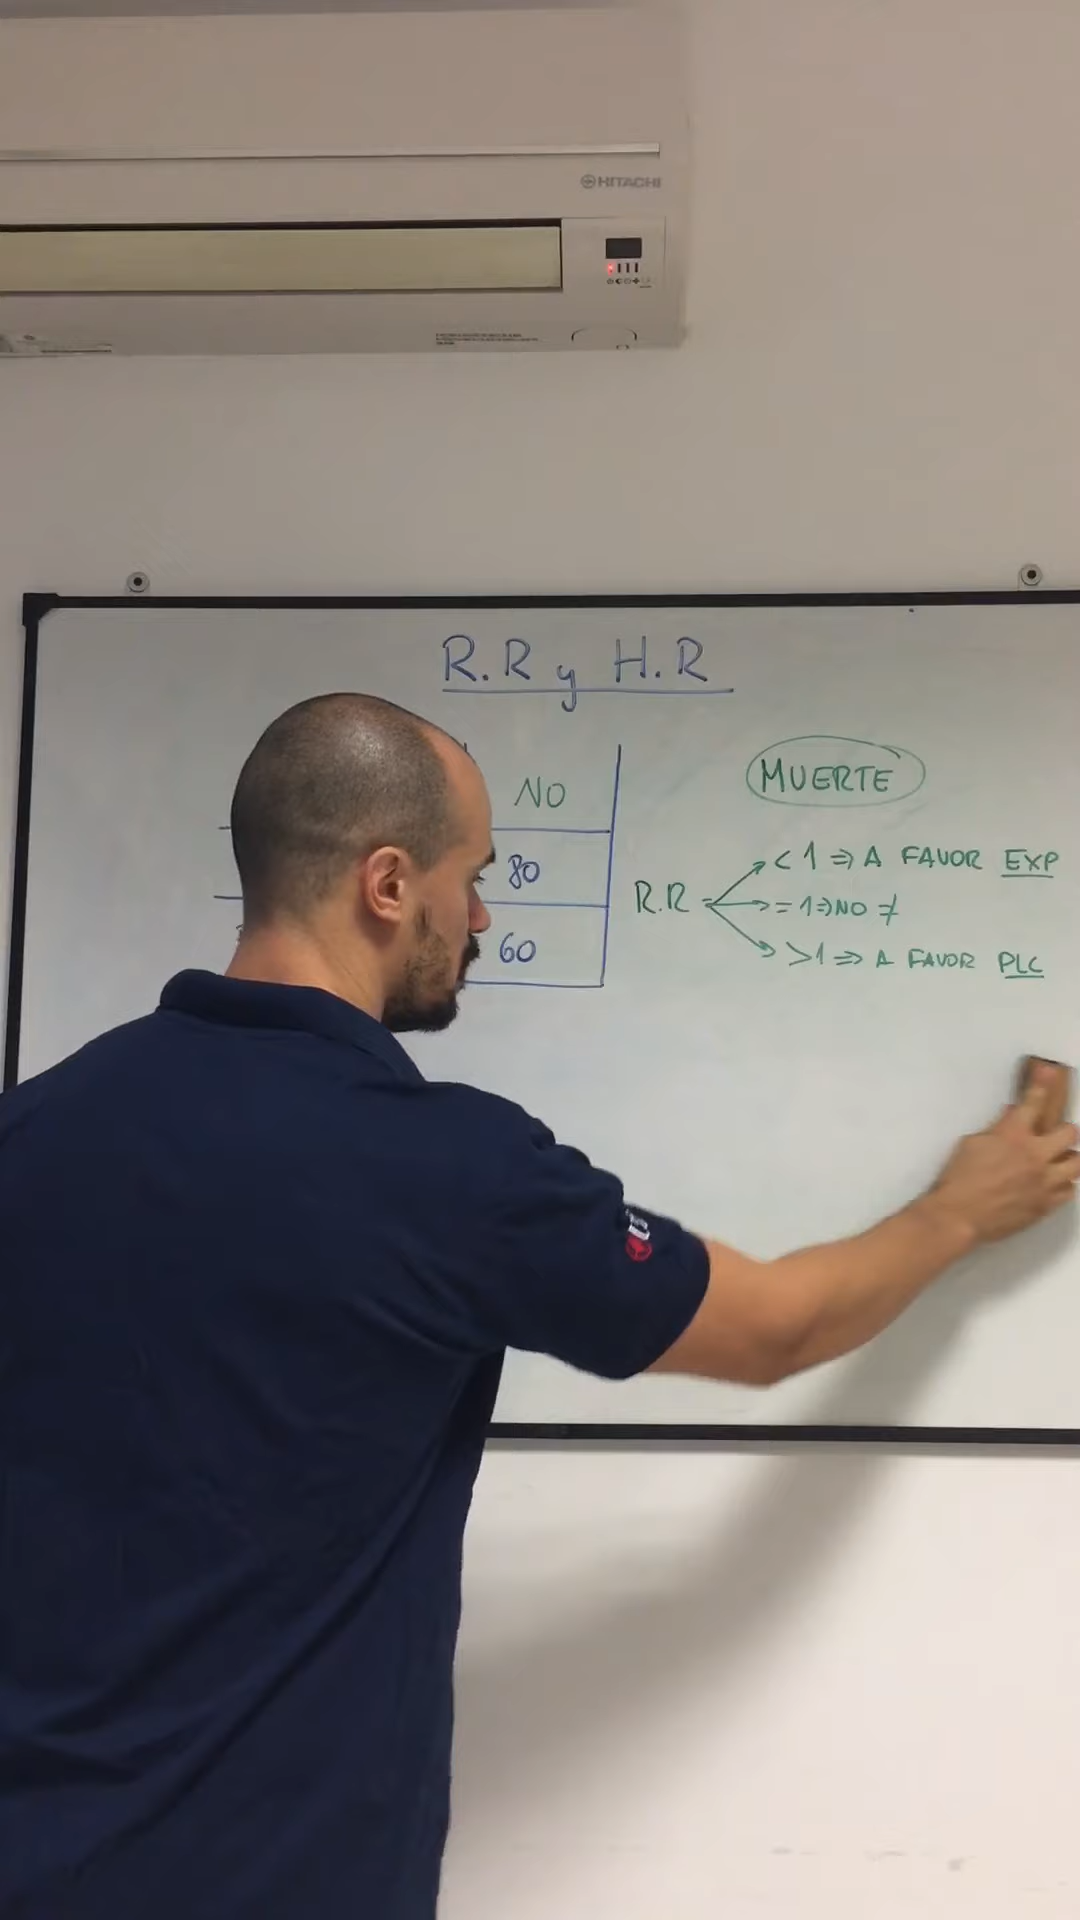 HITACHI
R.R y H.R
MUERTE
NO
80
60
R.R
< 1 => A FAVOR EXP
= 1 => NO ≠
> 1 => A FAVOR PLC